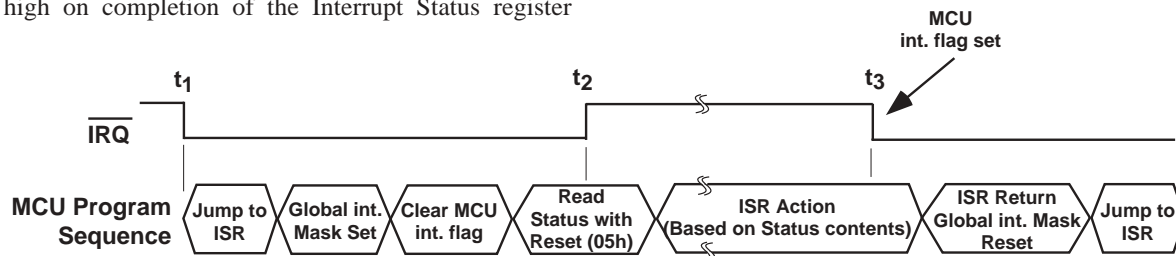 high on completion of the Interrupt Status register
MCU
int. flag set
t1
t2
t3
IRQ
MCU Program
Sequence
Jump to
ISR
Global int.
Mask Set
Clear MCU
int. flag
Read
Status with
Reset (05h)
ISR Action
(Based on Status contents)
ISR Return
Global int. Mask
Reset
Jump to
ISR